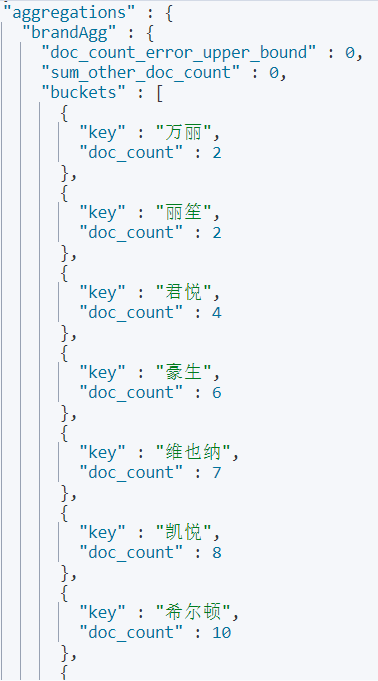 "aggregations" : {
"brandAgg" : {
"doc_count_error_upper_bound" : 0,
"sum_other_doc_count" : 0,
"buckets" : [
{
"key" : "万丽",
"doc_count" : 2
},
{
"key" : "丽笙",
"doc_count" : 2
},
{
"key" : "君悦",
"doc_count" : 4
},
{
"key" : "豪生",
"doc_count" : 6
},
{
"key" : "维也纳",
"doc_count" : 7
},
{
"key" : "凯悦",
"doc_count" : 8
},
{
"key" : "希尔顿",
"doc_count" : 10
},
{